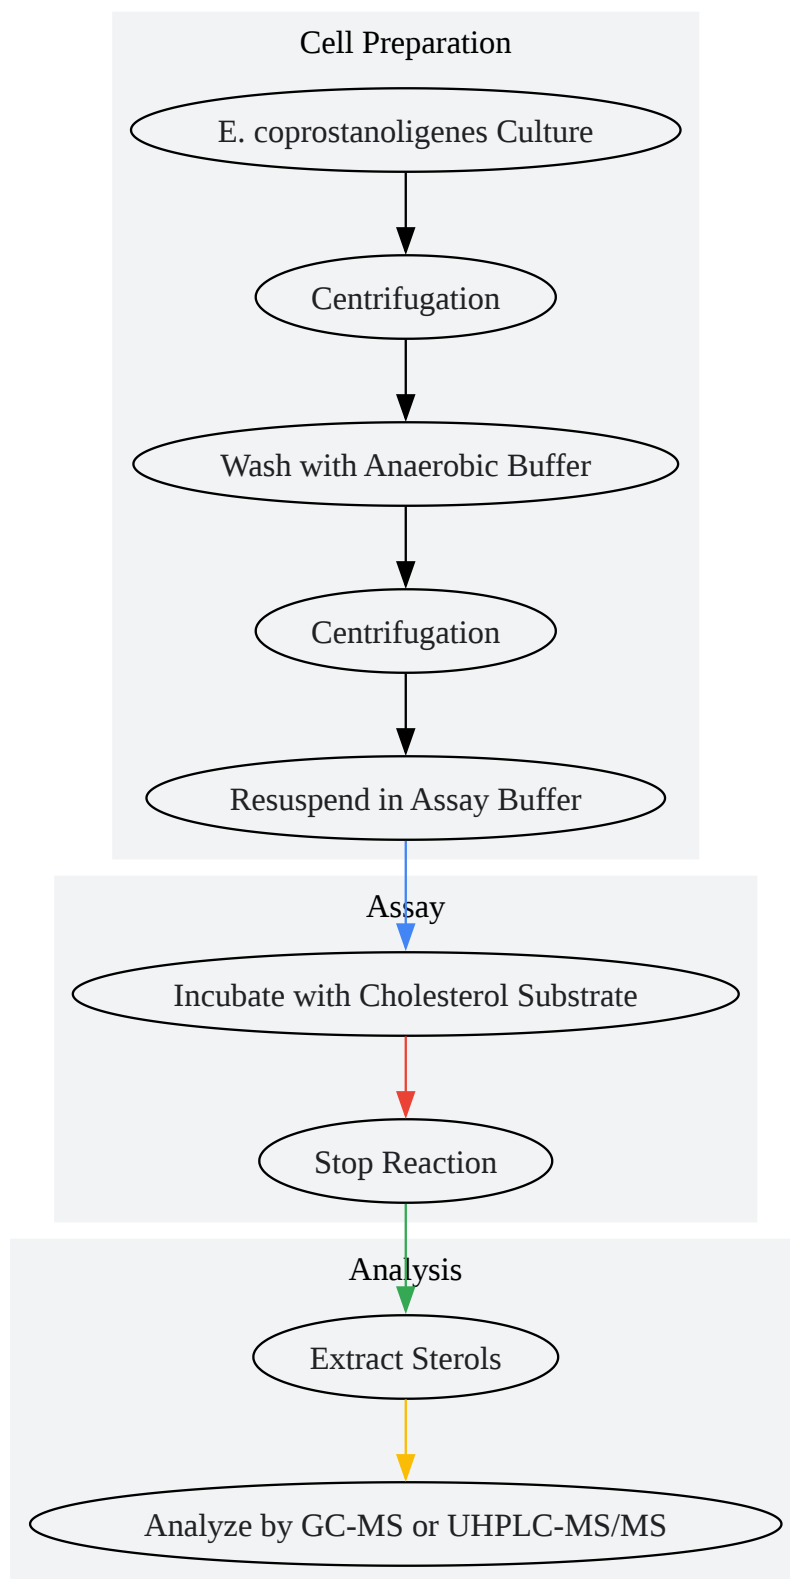 Cell Preparation
E. coprostanoligenes Culture
Centrifugation
Wash with Anaerobic Buffer
Centrifugation
Resuspend in Assay Buffer
Assay
Incubate with Cholesterol Substrate
Stop Reaction
Analysis
Extract Sterols
Analyze by GC-MS or UHPLC-MS/MS